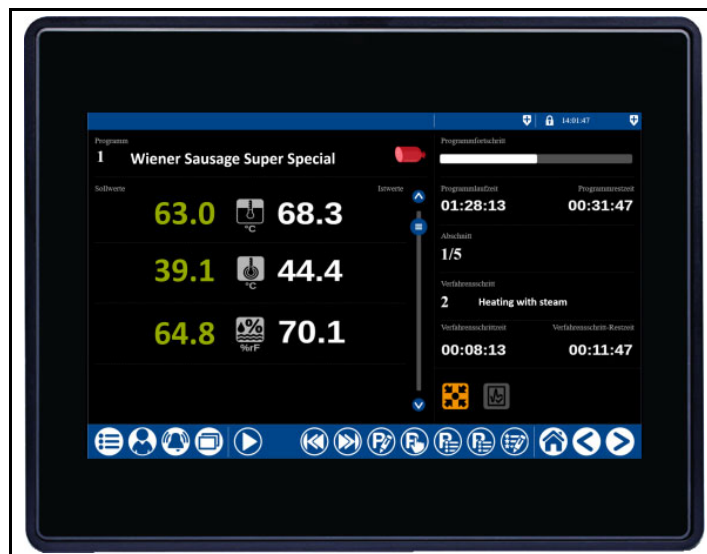 14:01:47
Programm
1 Wiener Sausage Super Special
Programmfortschritt
Sollwerte
Istwerte
63.0 °C 68.3
39.1 °C 44.4
64.8 %rF 70.1
Programmlaufzeit Programmrestzeit
01:28:13 00:31:47
Abschnitt
1/5
Verfahrensschritt
2 Heating with steam
Verfahrensschrittzeit Verfahrensschritt-Restzeit
00:08:13 00:11:47